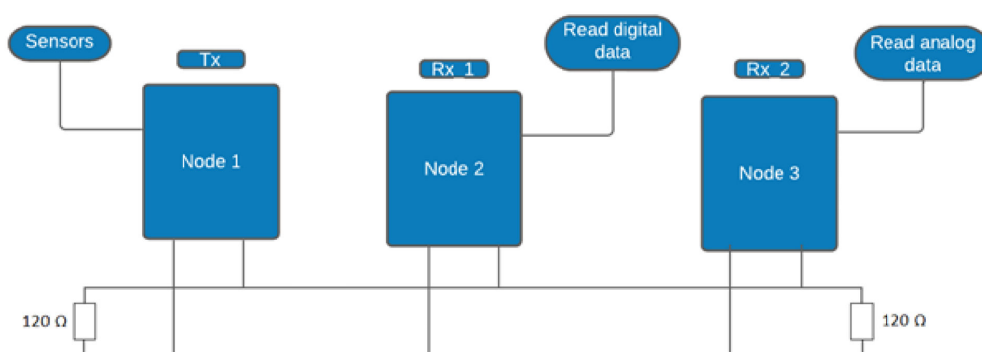 Sensors
Tx
Rx_1
Read digital
data
Rx_2
Read analog
data
Node 1
Node 2
Node 3
120 Ω
120 Ω